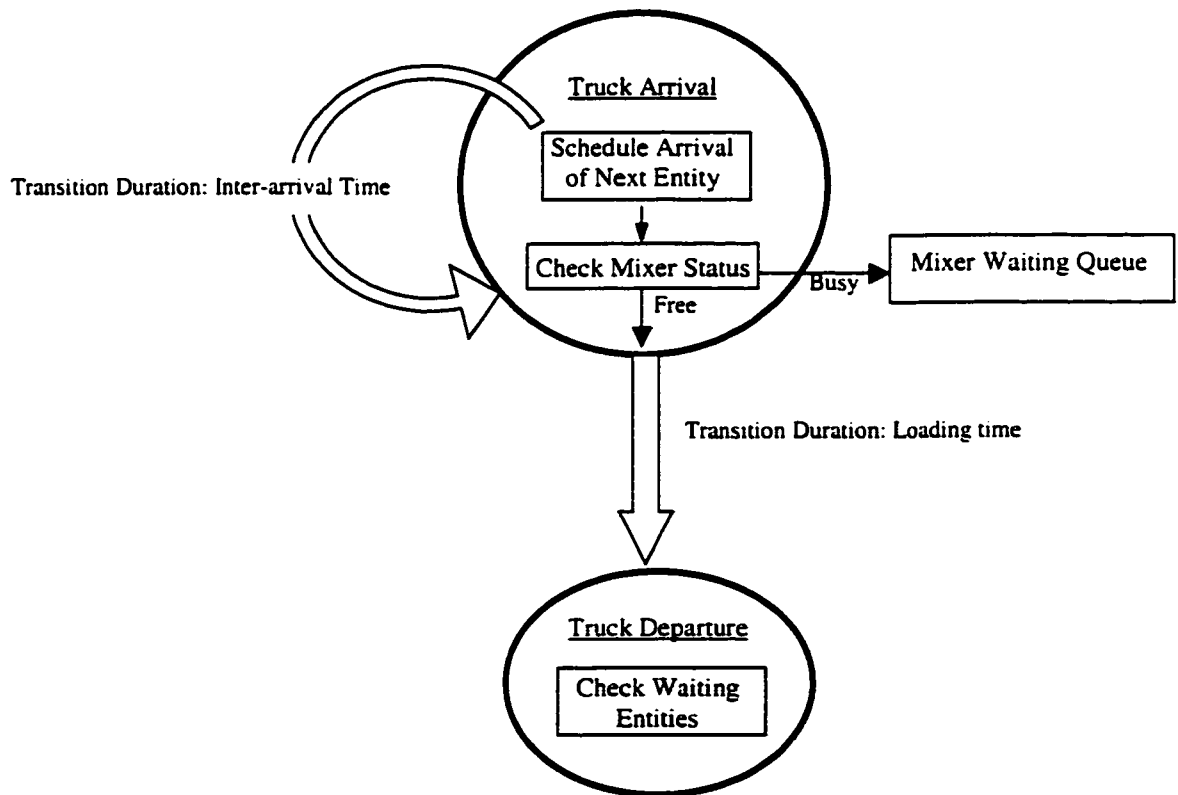 Truck Arrival
Schedule Arrival
of Next Entity
Transition Duration: Inter-arrival Time
Check Mixer Status
Busy
Mixer Waiting Queue
Free
Transition Duration: Loading time
Truck Departure
Check Waiting
Entities